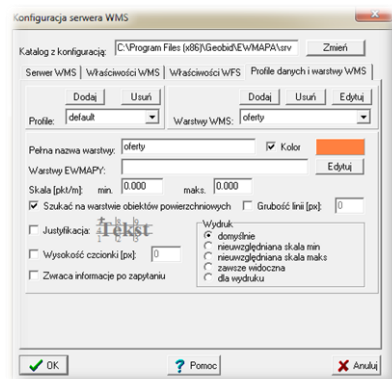 Konfiguracja serwera WMS
Katalog z konfiguracją: C:\Program Files (x86)\Geobid\EWMAPA\srv Zmień
Serwer WMS Właściwości WMS Właściwości WFS Profile danych i warstwy WMS
Dodaj Usuń Dodaj Usuń Edytuj
Profile: default Warstwy WMS: oferty
Pełna nazwa warstwy: oferty Kolor
Warstwy EWMAPY: Edytuj
Skala [pkt/m]: min. 0.000 maks. 0.000
Szukać na warstwie obiektów powierzchniowych Grubość linii [px]: 0
Justyfikacja: Tekst
Wysokość czcionki [px]: 0
Zwraca informacje po zapytaniu
Wydruk
domyślnie
nieuwzględniana skala min
nieuwzględniana skala maks
zawsze widoczna
dla wydruku
OK Pomoc Anuluj